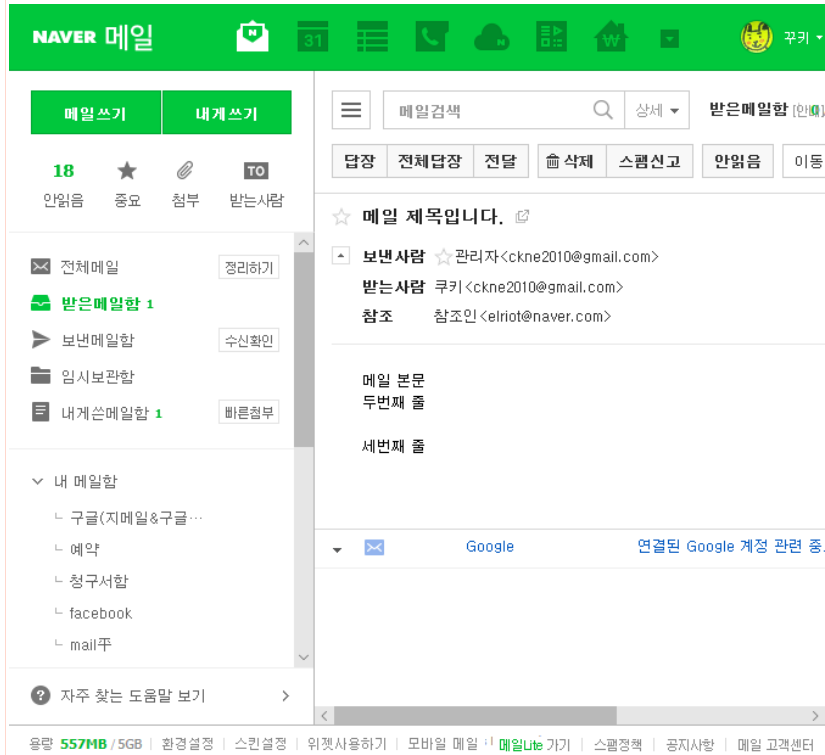 NAVER 메일
31
꾸키
메일쓰기 내게쓰기
메일검색 상세 받은메일함
답장 전체답장 전달 삭제 스팸신고 안읽음 이동
18 TO
안읽음 중요 첨부 받는사람
메일 제목입니다.
보낸사람 관리자<ckne2010@gmail.com>
받는사람 쿠키<ckne2010@gmail.com>
참조 참조인<elriot@naver.com>
전체메일 정리하기
받은메일함 1
보낸메일함 수신확인
임시보관함
내게쓴메일함 1 빠른첨부
메일 본문
두번째 줄
세번째 줄
내 메일함
구글(지메일&구글…
예약
청구서함
facebook
mail푸
Google 연결된 Google 계정 관련 중
자주 찾는 도움말 보기
용량 557MB / 5GB 환경설정 스킨설정 위젯사용하기 모바일 메일 메일Lite 가기 스팸정책 공지사항 메일 고객센터